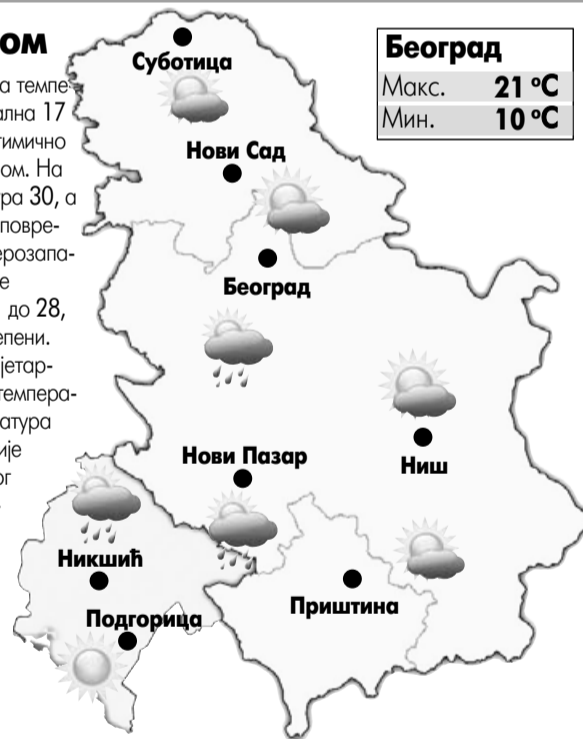 ом
а темпе-
ална 17
тимично
ом. На
ра 30, а
повре-
ерозапа-
е
до 28,
епени.
јетар-
темпера-
атура
ије
ог
Београд
Макс. 21 °C
Мин. 10 °C
Суботица
Нови Сад
Београд
Нови Пазар
Ниш
Никшић
Приштина
Подгорица